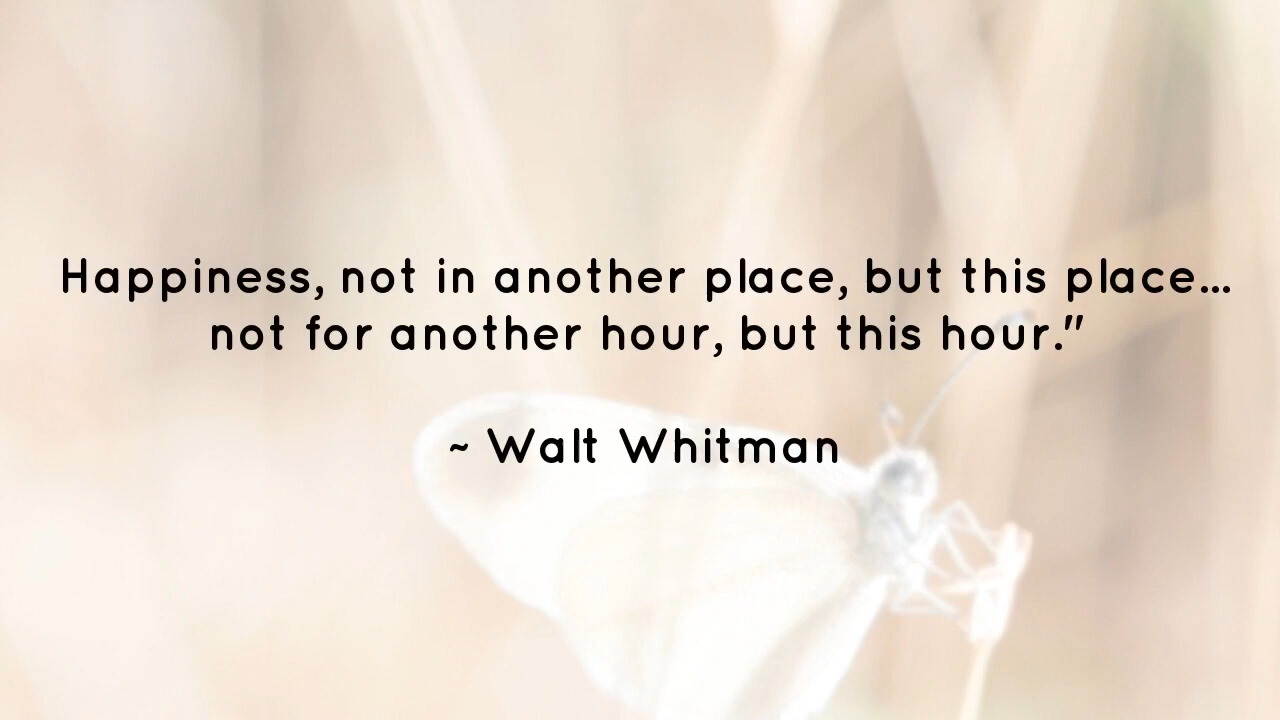 Happiness, not in another place, but this place...
not for another hour, but this hour."
~ Walt Whitman